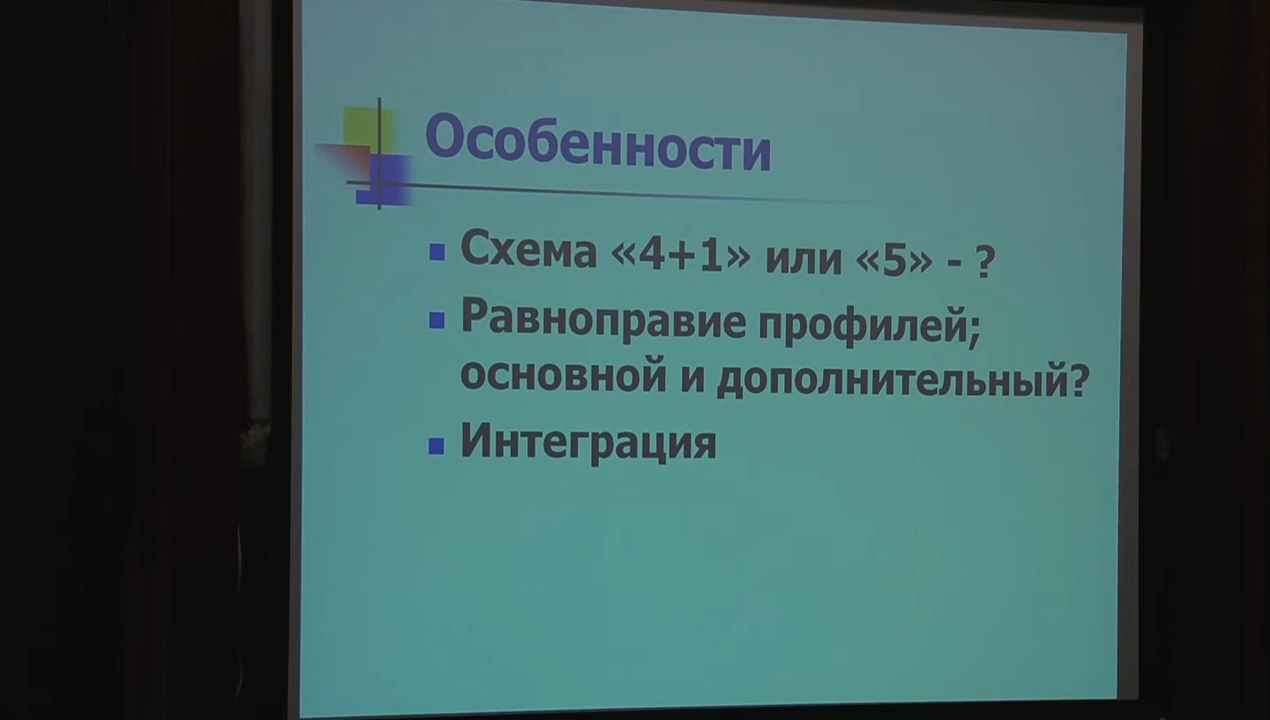 Особенности
Схема «4+1» или «5» - ?
Равноправие профилей;
основной и дополнительный?
Интеграция